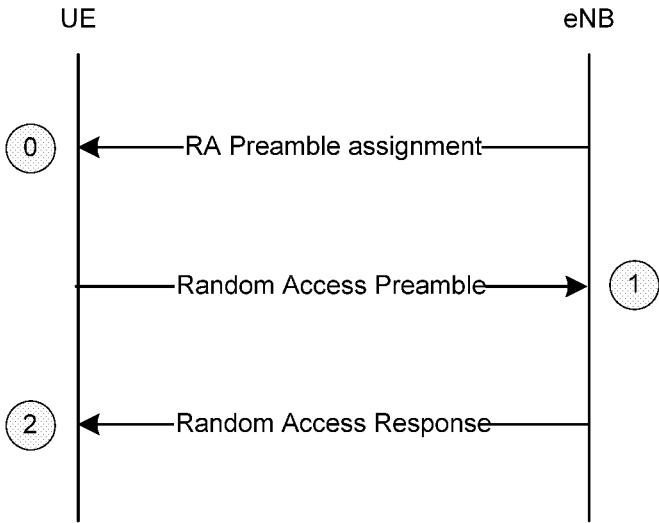 UE
eNB
0
RA Preamble assignment
Random Access Preamble
1
2
Random Access Response